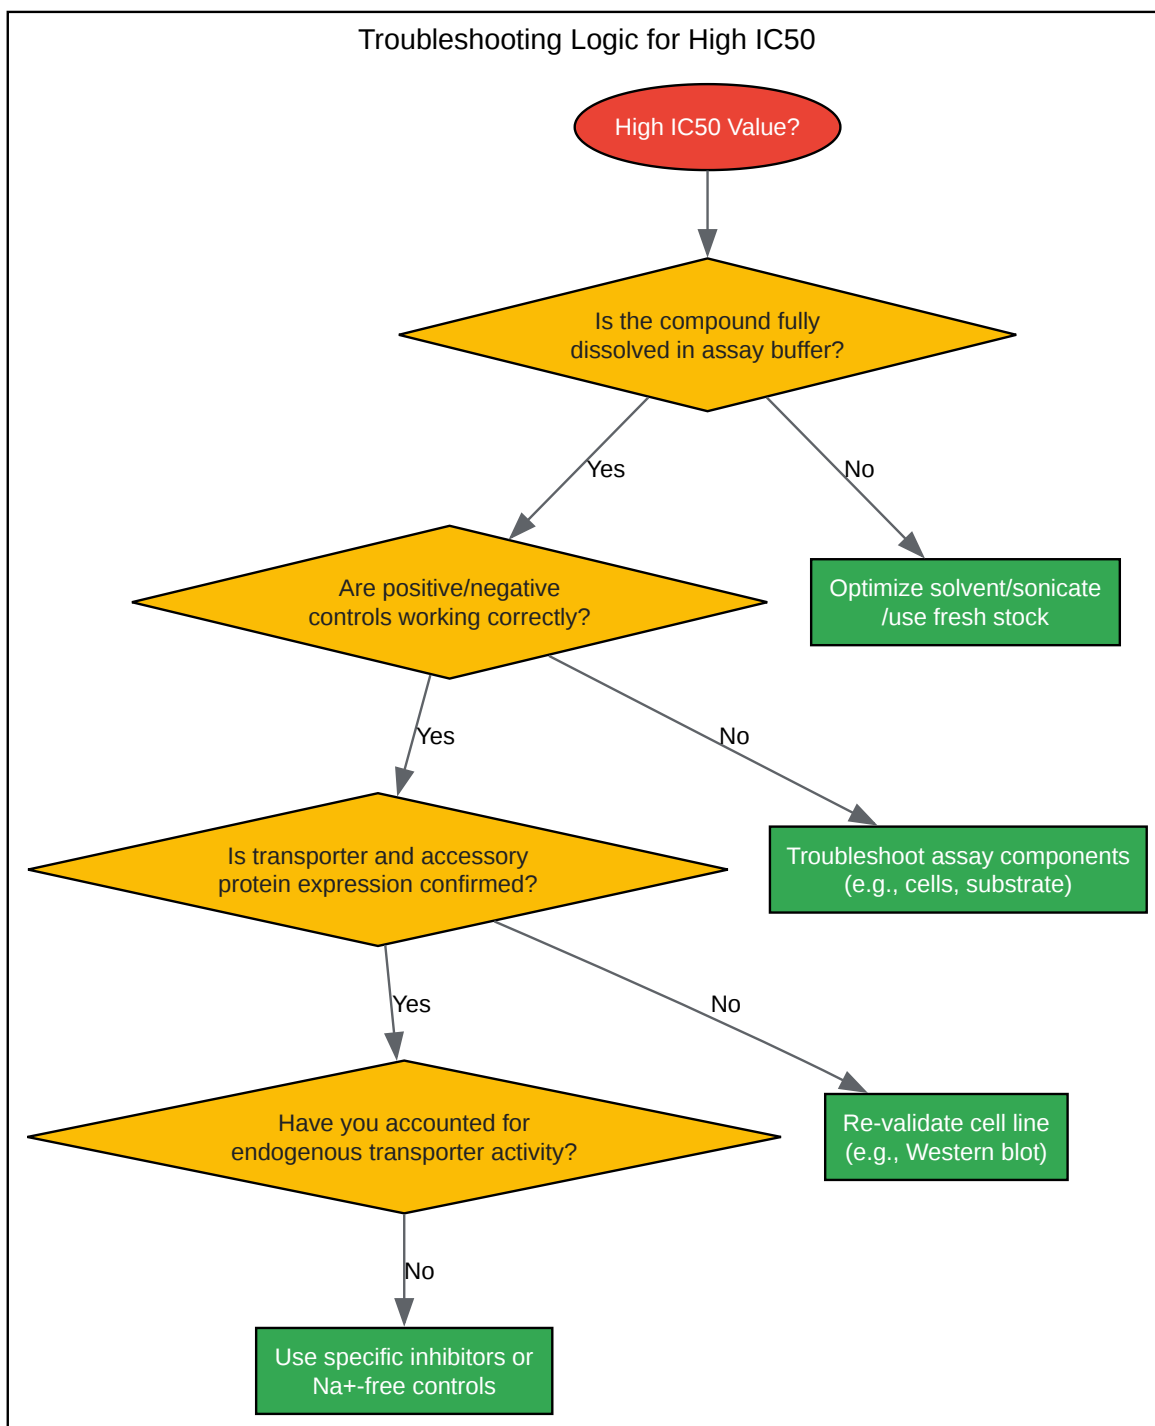 Troubleshooting Logic for High IC50
High IC50 Value?
Is the compound fully
dissolved in assay buffer?
Yes
No
Are positive/negative
controls working correctly?
Optimize solvent/sonicate
/use fresh stock
Yes
No
Is transporter and accessory
protein expression confirmed?
Troubleshoot assay components
(e.g., cells, substrate)
Yes
No
Have you accounted for
endogenous transporter activity?
Re-validate cell line
(e.g., Western blot)
No
Use specific inhibitors or
Na+-free controls